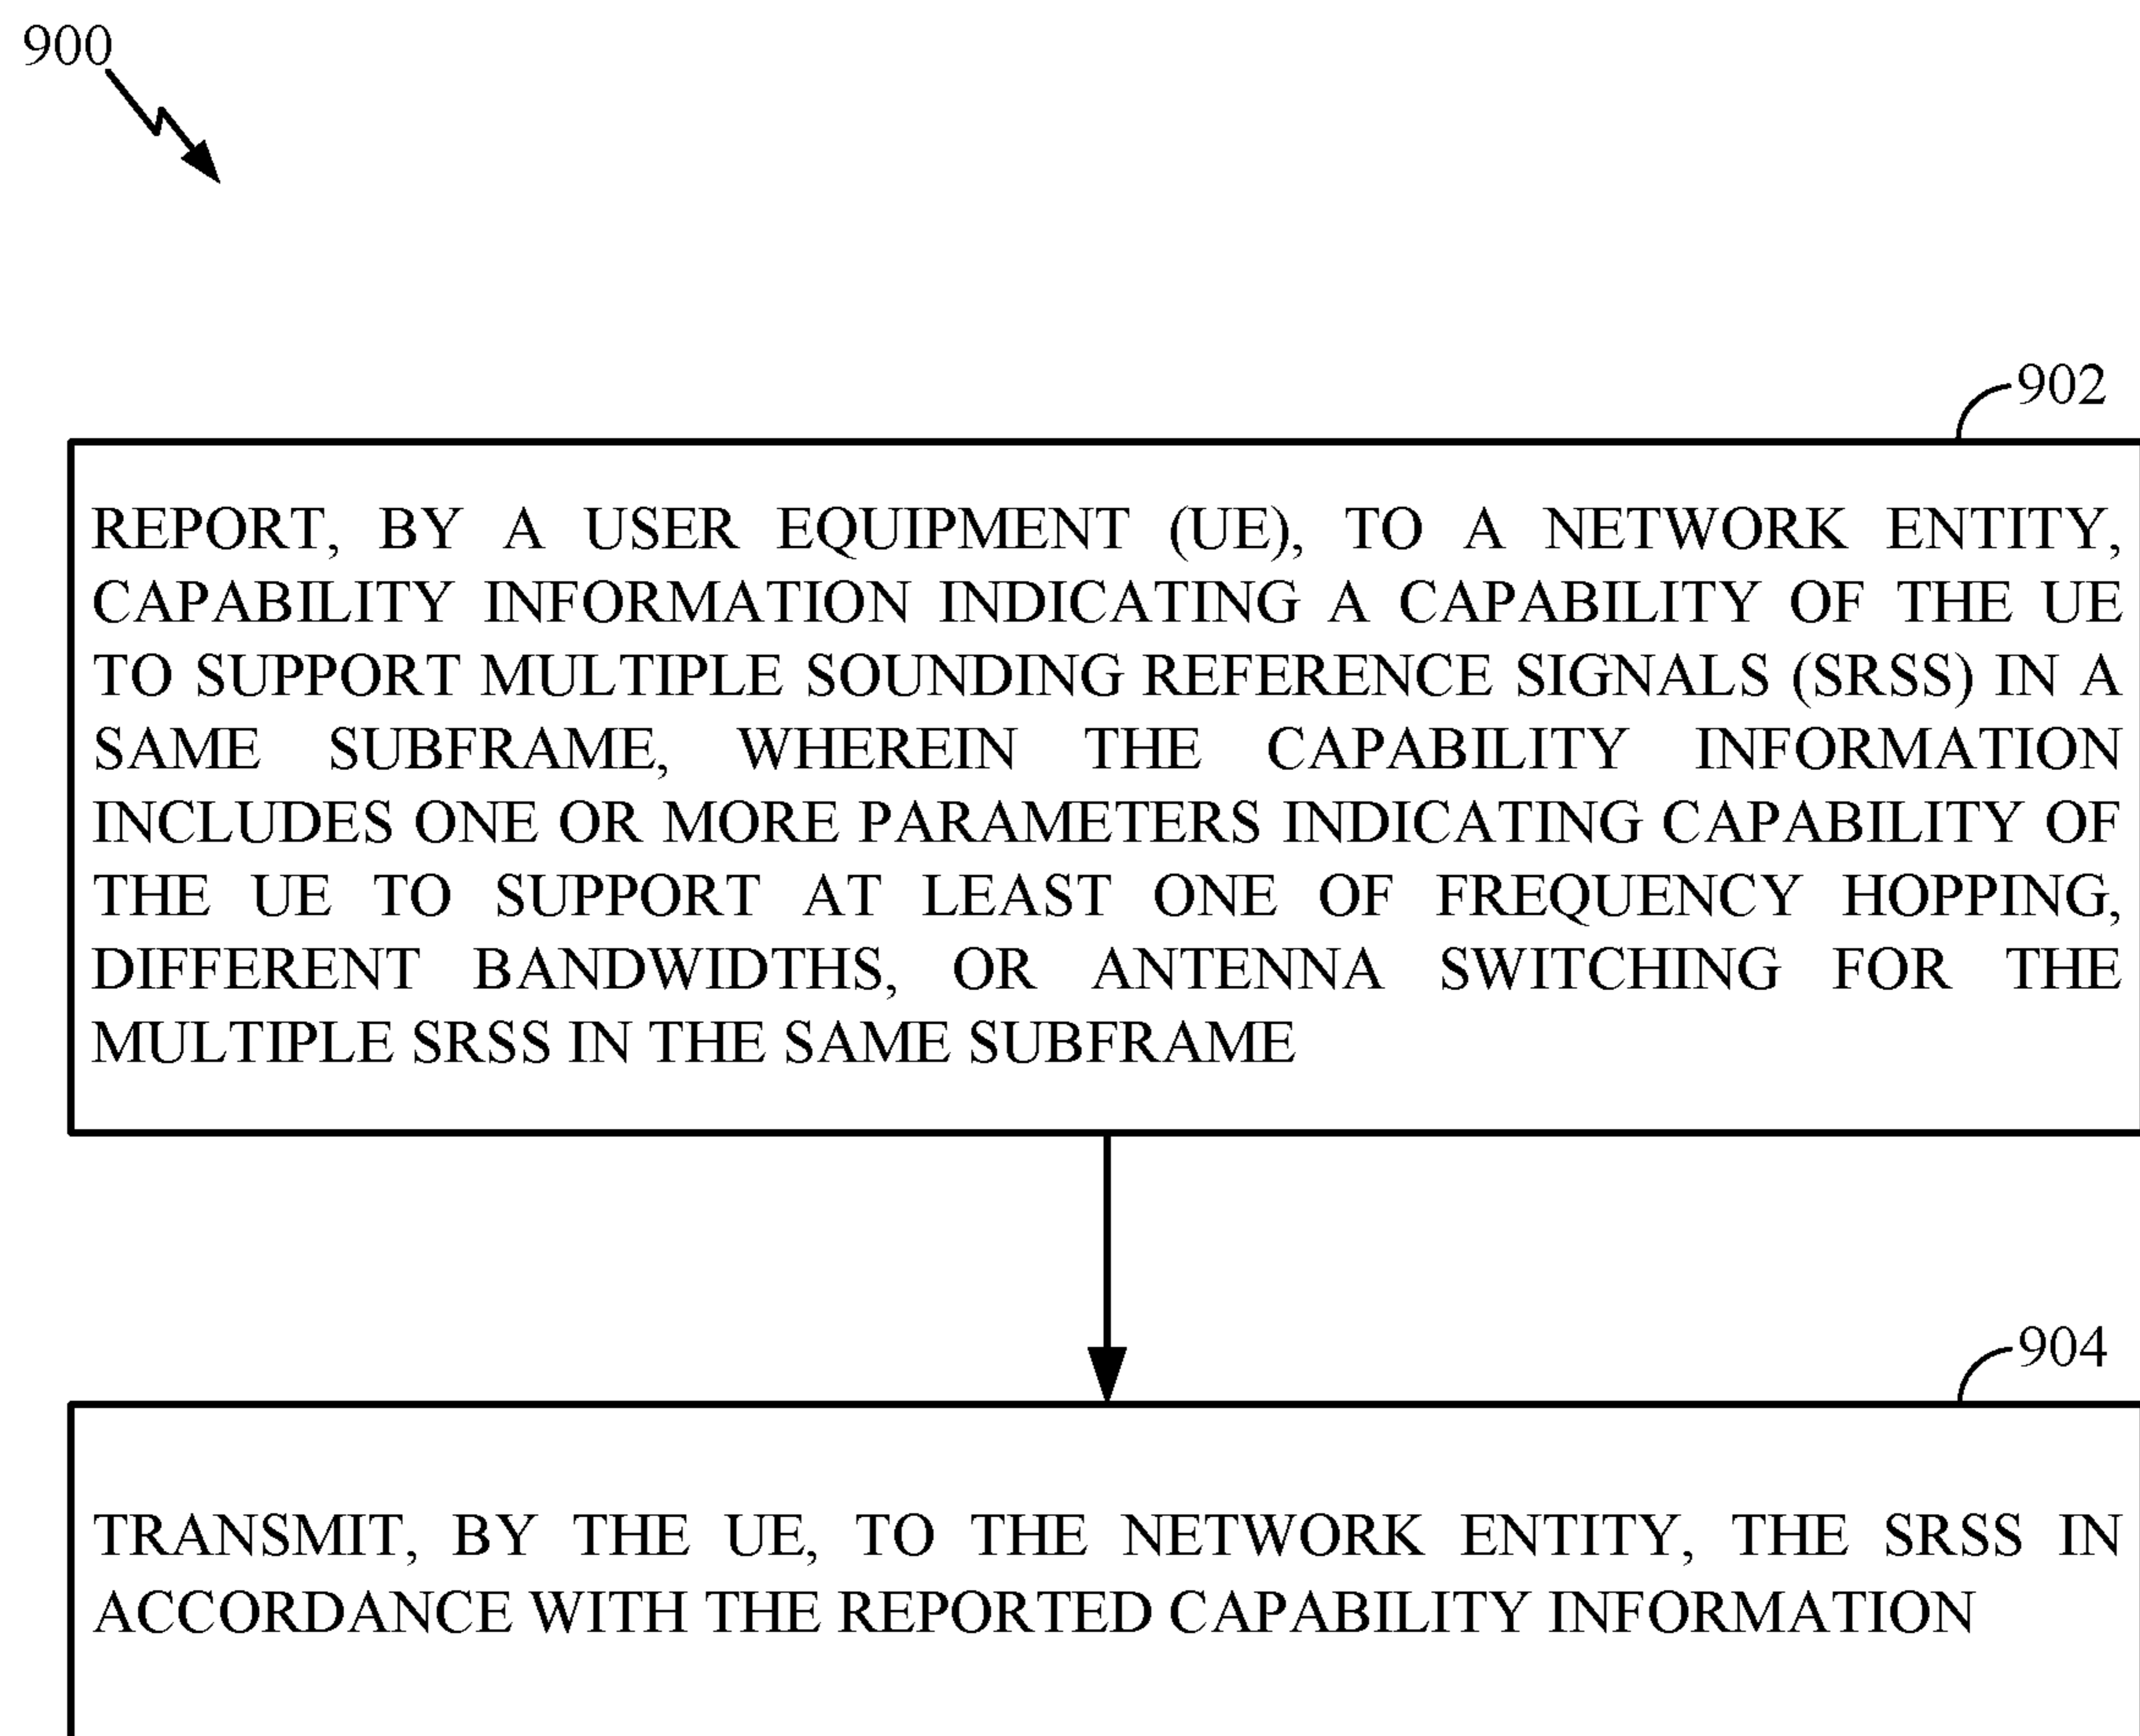 900
902
REPORT, BY A USER EQUIPMENT (UE), TO A NETWORK ENTITY,
CAPABILITY INFORMATION INDICATING A CAPABILITY OF THE UE
TO SUPPORT MULTIPLE SOUNDING REFERENCE SIGNALS (SRSS) IN A
SAME SUBFRAME, WHEREIN THE CAPABILITY INFORMATION
INCLUDES ONE OR MORE PARAMETERS INDICATING CAPABILITY OF
THE UE TO SUPPORT AT LEAST ONE OF FREQUENCY HOPPING,
DIFFERENT BANDWIDTHS, OR ANTENNA SWITCHING FOR THE
MULTIPLE SRSS IN THE SAME SUBFRAME
904
TRANSMIT, BY THE UE, TO THE NETWORK ENTITY, THE SRSS IN
ACCORDANCE WITH THE REPORTED CAPABILITY INFORMATION